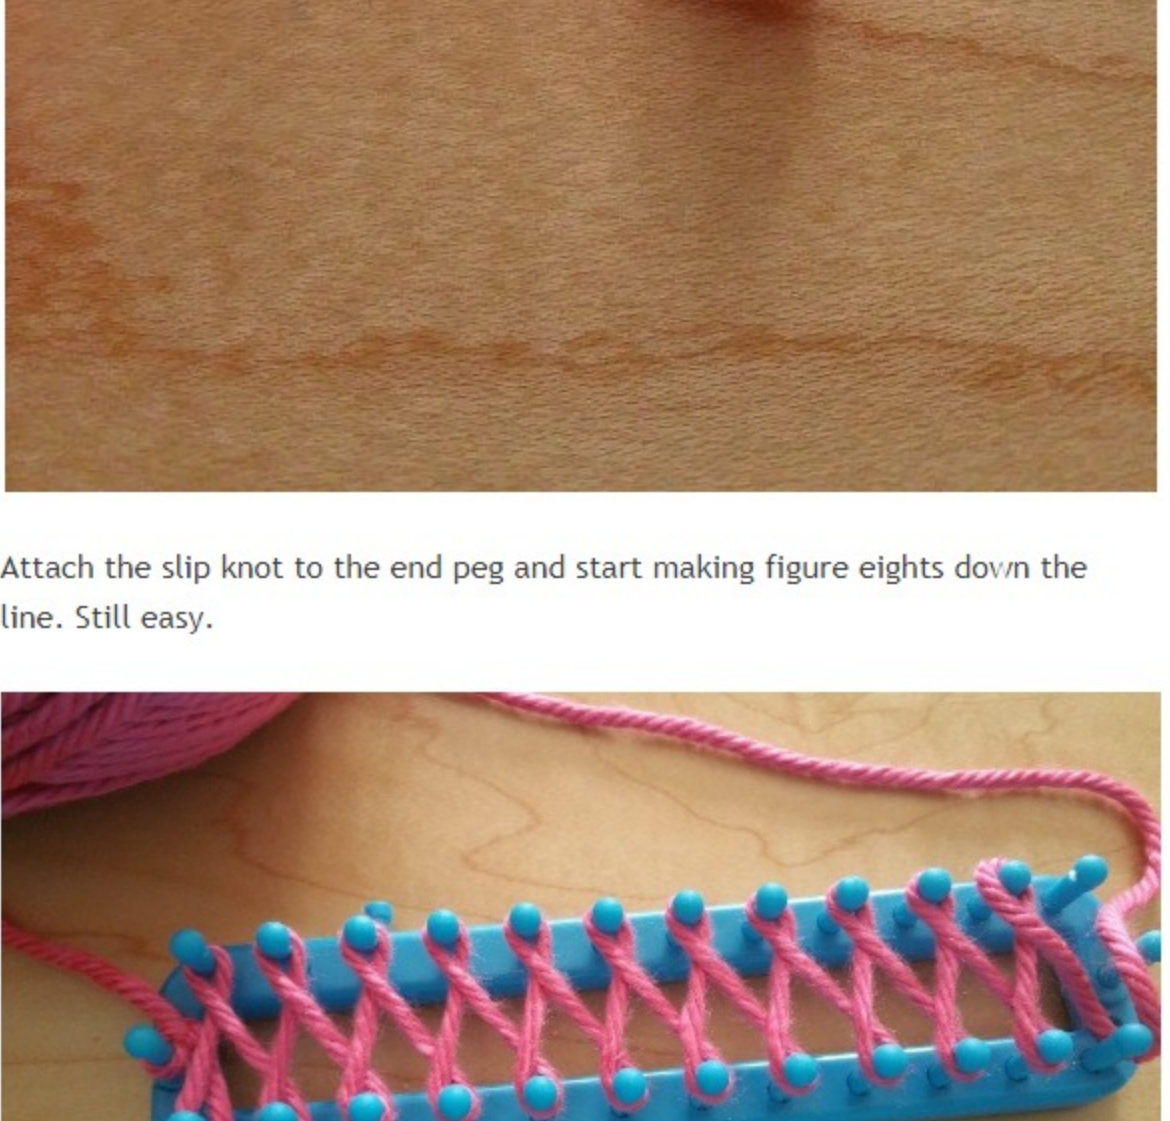 Attach the slip knot to the end peg and start making figure eights down the
line. Still easy.